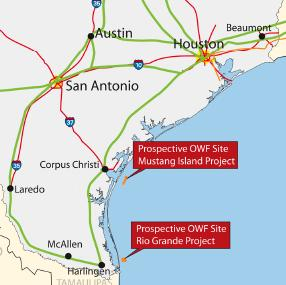 35
Austin
Beaumont
Houston
10
San Antonio
37
Prospective OWF Site
Mustang Island Project
Corpus Christi
35
Laredo
Prospective OWF Site
Rio Grande Project
McAllen
Harlingen
TAMAULIPAS